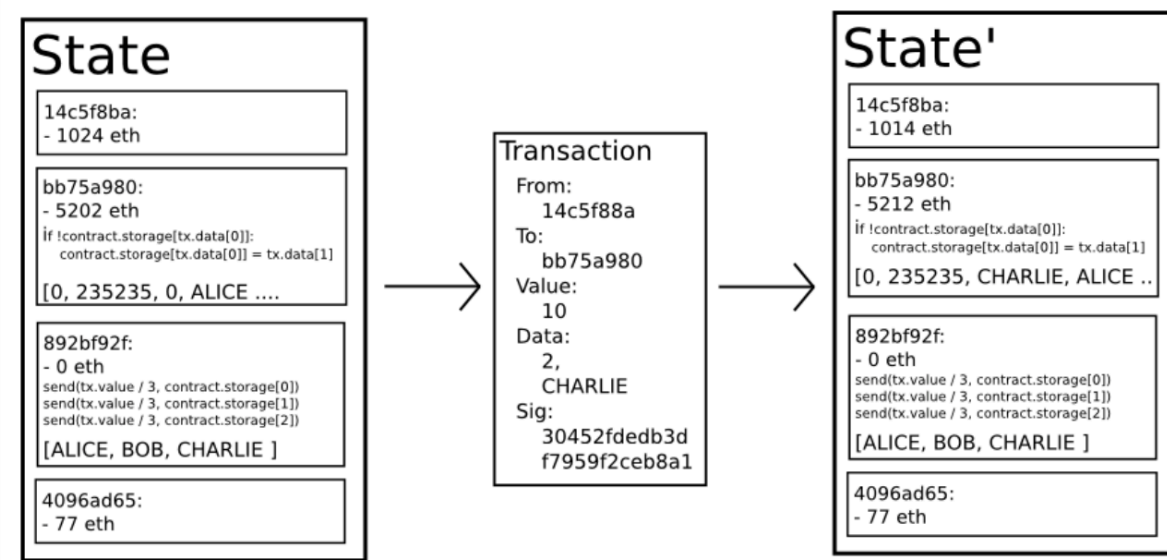 State
14c5f8ba:
- 1024 eth
bb75a980:
- 5202 eth
if !contract.storage[tx.data[0]]:
contract.storage[tx.data[0]] = tx.data[1]
[0, 235235, 0, ALICE ....
892bf92f:
- 0 eth
send(tx.value / 3, contract.storage[0])
send(tx.value / 3, contract.storage[1])
send(tx.value / 3, contract.storage[2])
[ALICE, BOB, CHARLIE ]
4096ad65:
- 77 eth
Transaction
From:
14c5f88a
To:
bb75a980
Value:
10
Data:
2,
CHARLIE
Sig:
30452fdedb3d
f7959f2ceb8a1
State'
14c5f8ba:
- 1014 eth
bb75a980:
- 5212 eth
if !contract.storage[tx.data[0]]:
contract.storage[tx.data[0]] = tx.data[1]
[0, 235235, CHARLIE, ALICE ..
892bf92f:
- 0 eth
send(tx.value / 3, contract.storage[0])
send(tx.value / 3, contract.storage[1])
send(tx.value / 3, contract.storage[2])
[ALICE, BOB, CHARLIE ]
4096ad65:
- 77 eth